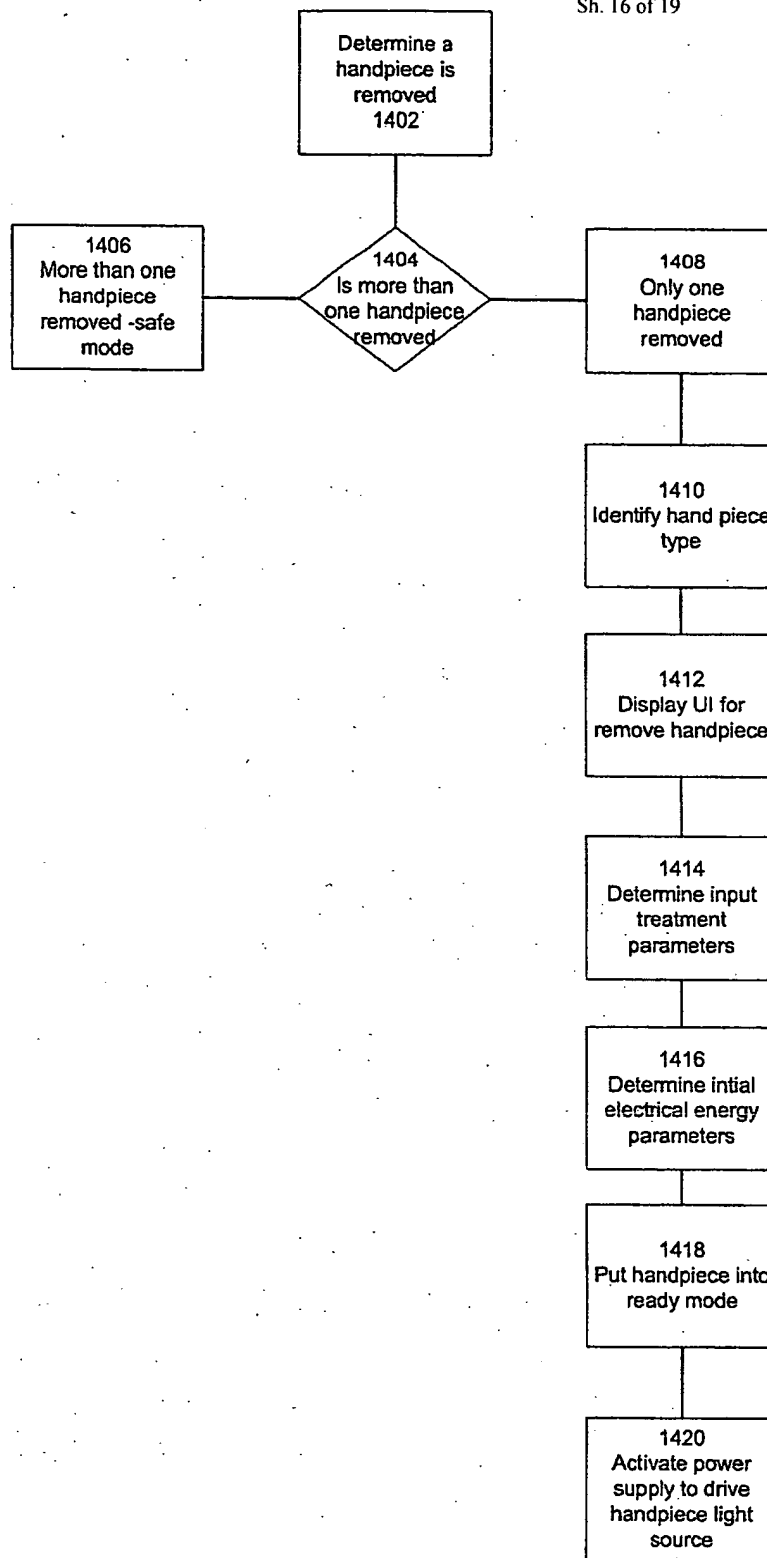 Sh. 16 of 19
Determine a
handpiece is
removed
1402
1406
More than one
handpiece
removed -safe
mode
1404
Is more than
one handpiece
removed
1408
Only one
handpiece
removed
1410
Identify hand piece
type
1412
Display UI for
remove handpiece
1414
Determine input
treatment
parameters
1416
Determine intial
electrical energy
parameters
1418
Put handpiece into
ready mode
1420
Activate power
supply to drive
handpiece light
source